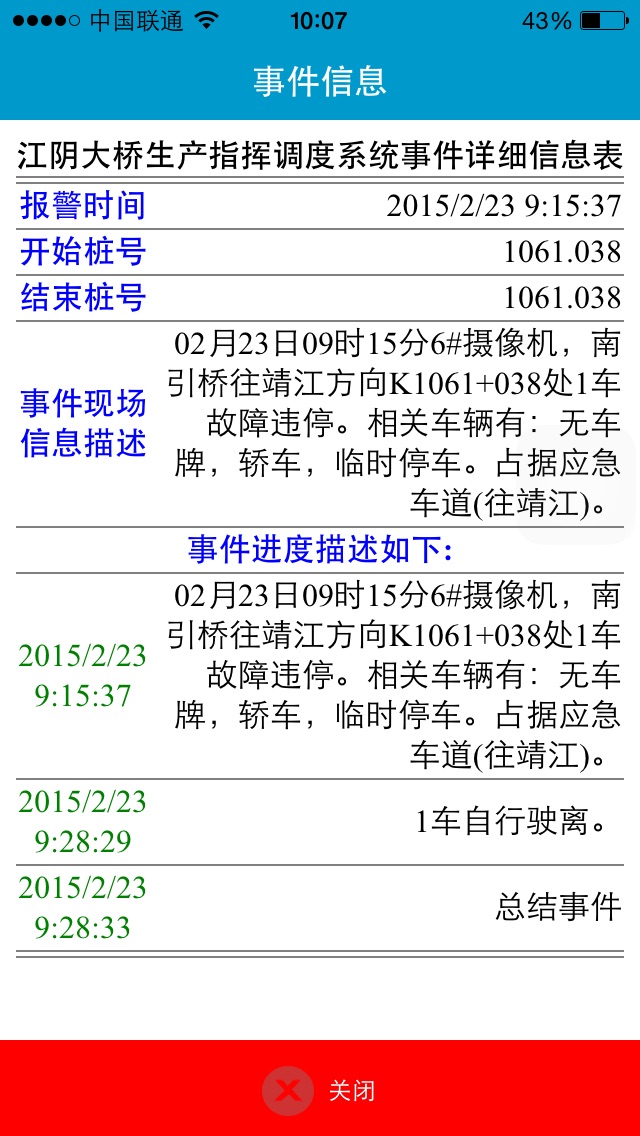 中国联通 10:07 43%
事件信息
江阴大桥生产指挥调度系统事件详细信息表
报警时间 2015/2/23 9:15:37
开始桩号 1061.038
结束桩号 1061.038
事件现场
信息描述
02月23日09时15分6#摄像机，南
引桥往靖江方向K1061+038处1车
故障违停。相关车辆有：无车
牌，轿车，临时停车。占据应急
车道(往靖江)。
事件进度描述如下:
2015/2/23
9:15:37
02月23日09时15分6#摄像机，南
引桥往靖江方向K1061+038处1车
故障违停。相关车辆有：无车
牌，轿车，临时停车。占据应急
车道(往靖江)。
2015/2/23
9:28:29
1车自行驶离。
2015/2/23
9:28:33
总结事件
关闭